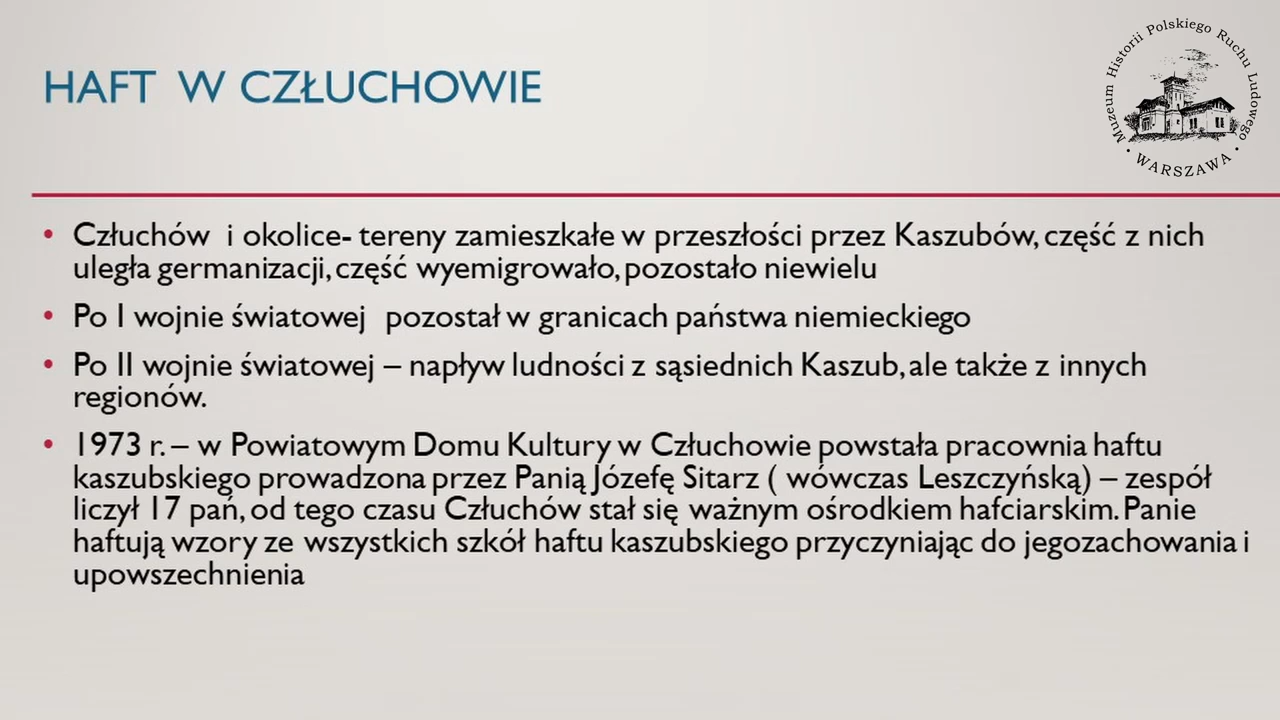 HAFT W CZŁUCHOWIE
Muzeum Historii Polskiego Ruchu Ludowego
• WARSZAWA •
• Człuchów i okolice- tereny zamieszkałe w przeszłości przez Kaszubów, część z nich
uległa germanizacji, część wyemigrowało, pozostało niewielu
• Po I wojnie światowej pozostał w granicach państwa niemieckiego
• Po II wojnie światowej – napływ ludności z sąsiednich Kaszub, ale także z innych
regionów.
• 1973 r. – w Powiatowym Domu Kultury w Człuchowie powstała pracownia haftu
kaszubskiego prowadzona przez Panią Józefę Sitarz ( wówczas Leszczyńską) – zespół
liczył 17 pań, od tego czasu Człuchów stał się ważnym ośrodkiem hafciarskim. Panie
haftują wzory ze wszystkich szkół haftu kaszubskiego przyczyniając do jegozachowania i
upowszechnienia